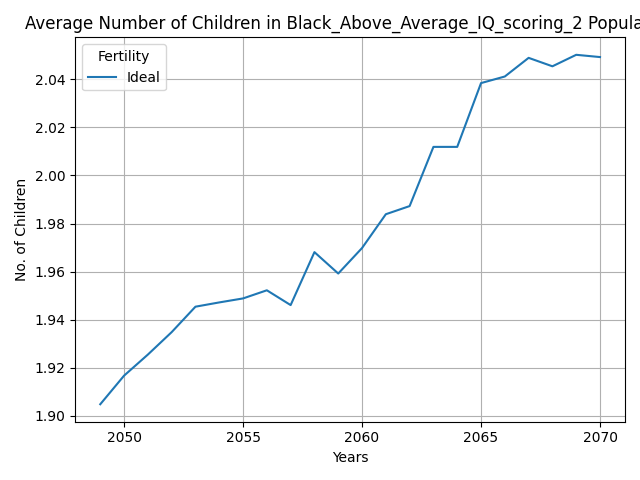 Average Number of Children in Black_Above_Average_IQ_scoring_2 Popula
Fertility
Ideal
No. of Children
2.04
2.02
2.00
1.98
1.96
1.94
1.92
1.90
2050 2055 2060 2065 2070
Years